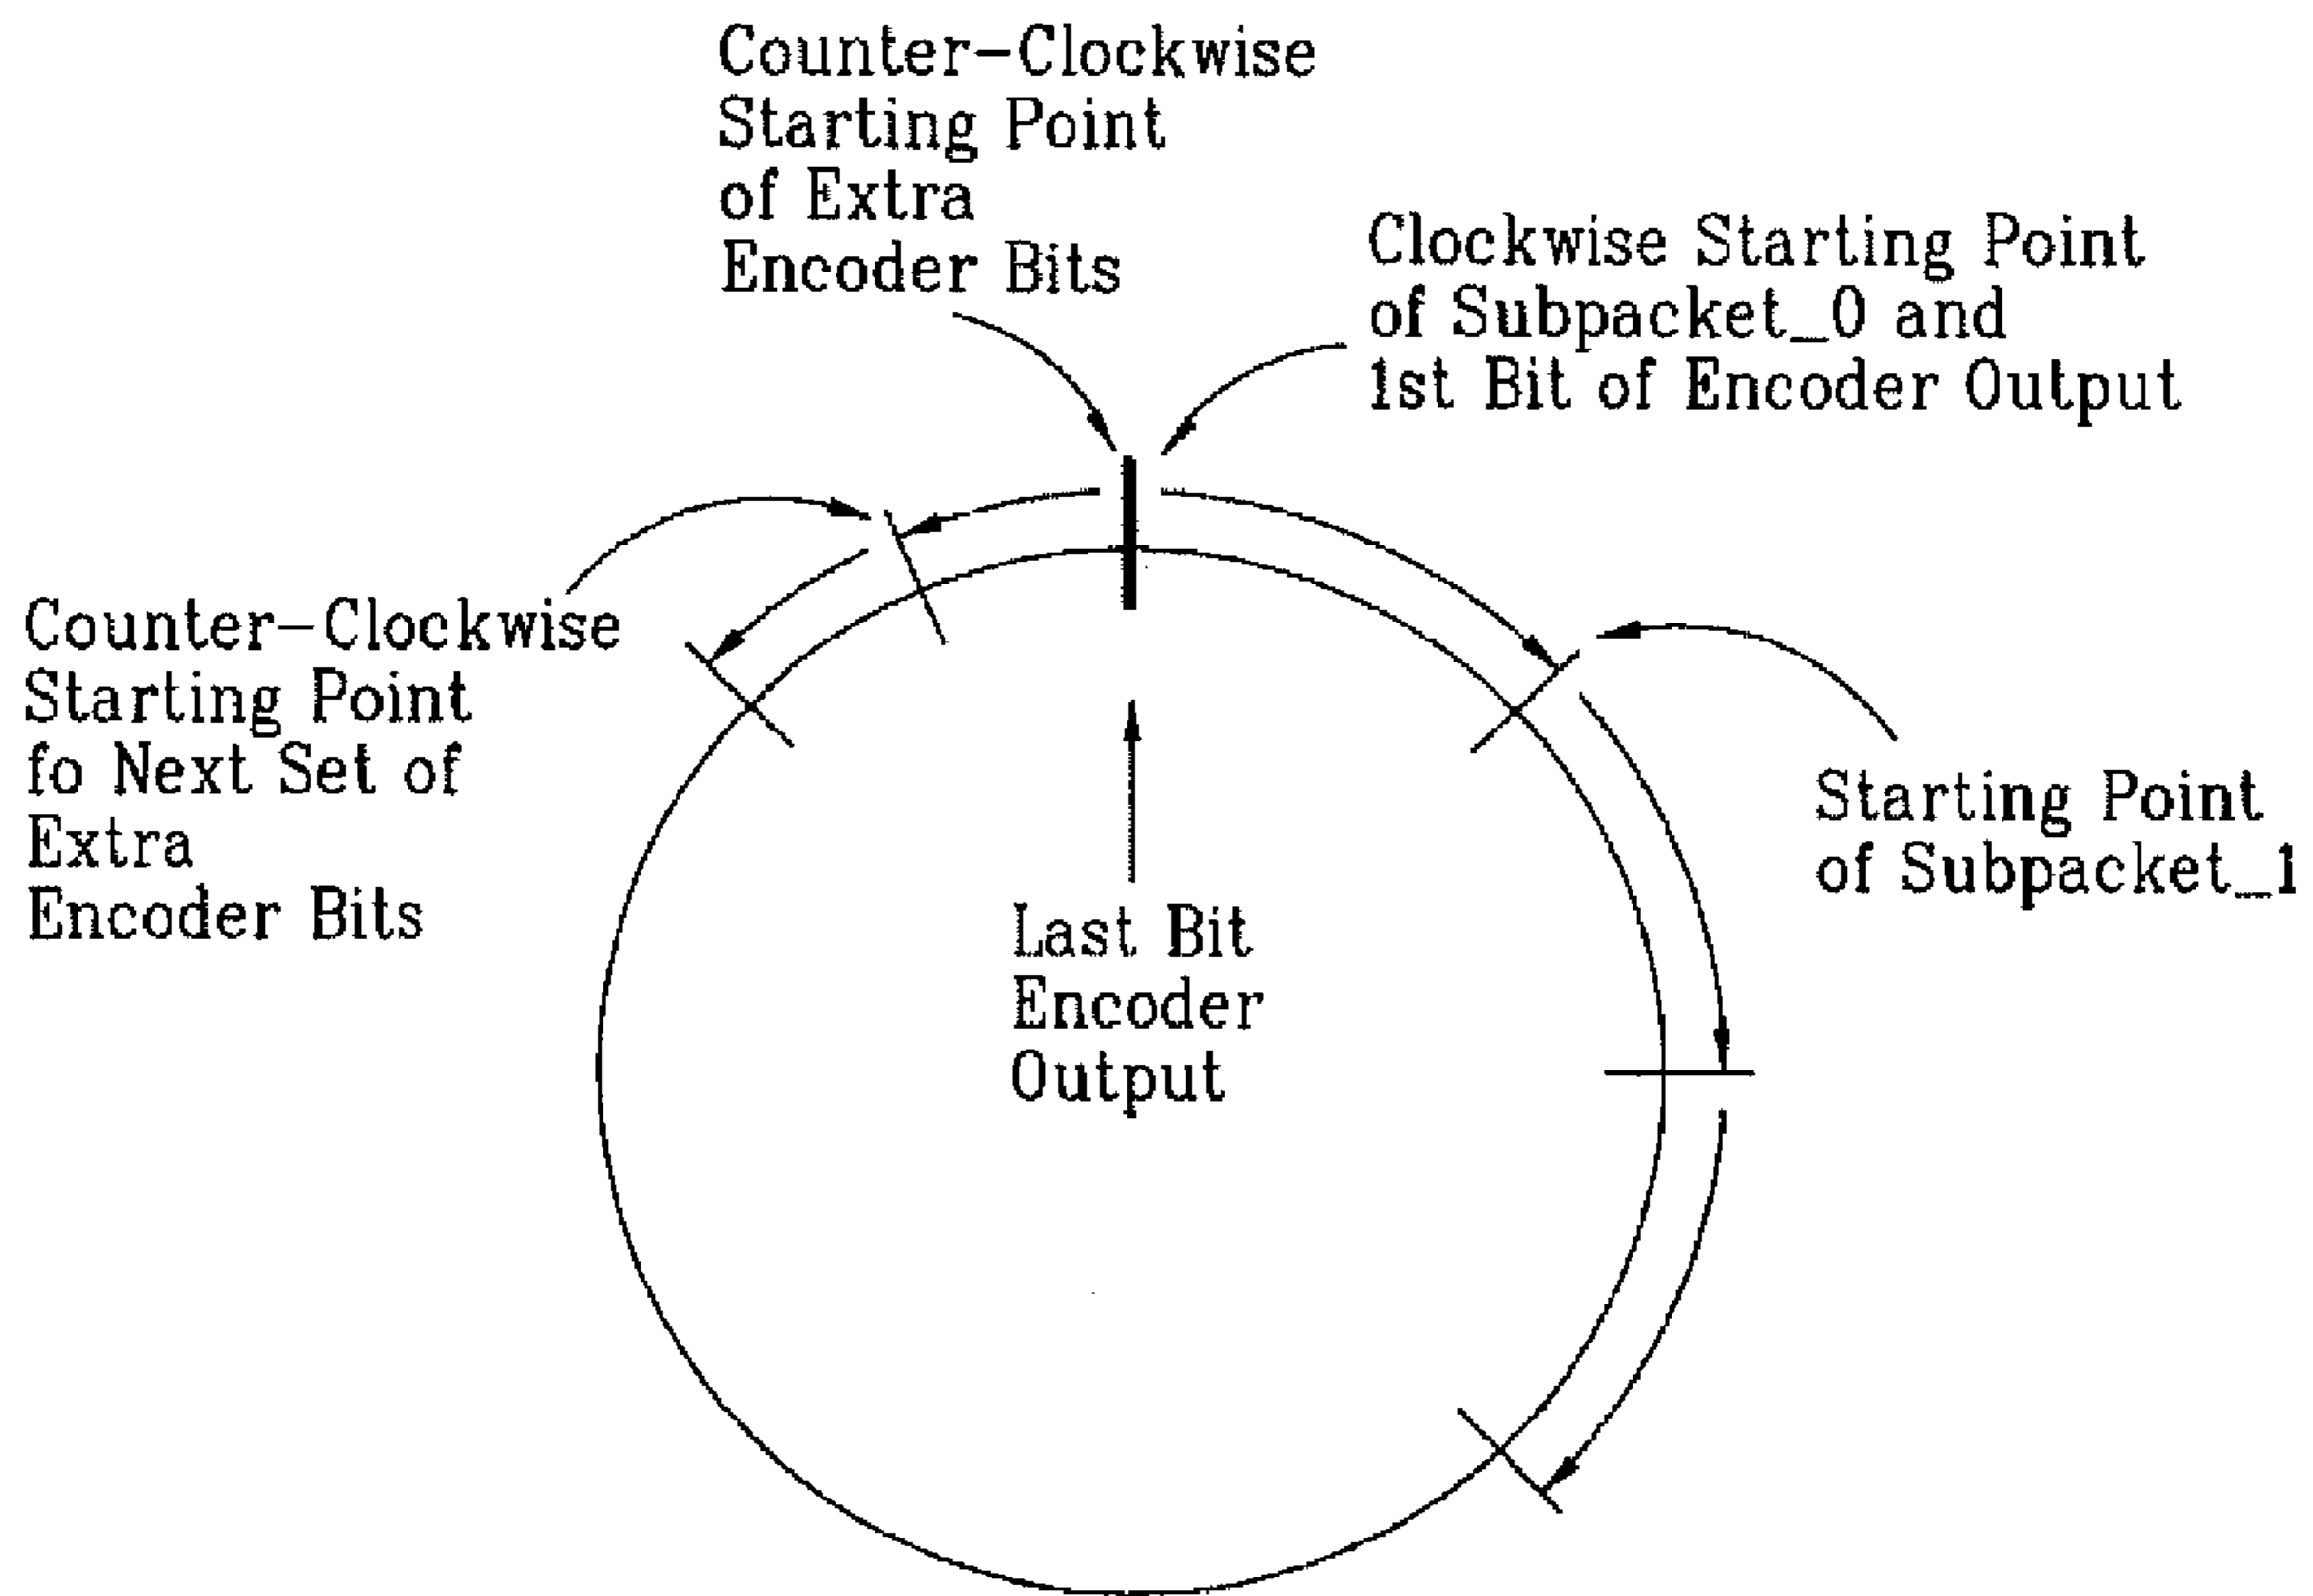 Counter-Clockwise
Starting Point
of Extra
Encoder Bits
Clockwise Starting Point
of Subpacket_0 and
1st Bit of Encoder Output
Counter-Clockwise
Starting Point
fo Next Set of
Extra
Encoder Bits
Starting Point
of Subpacket_1
Last Bit
Encoder
Output